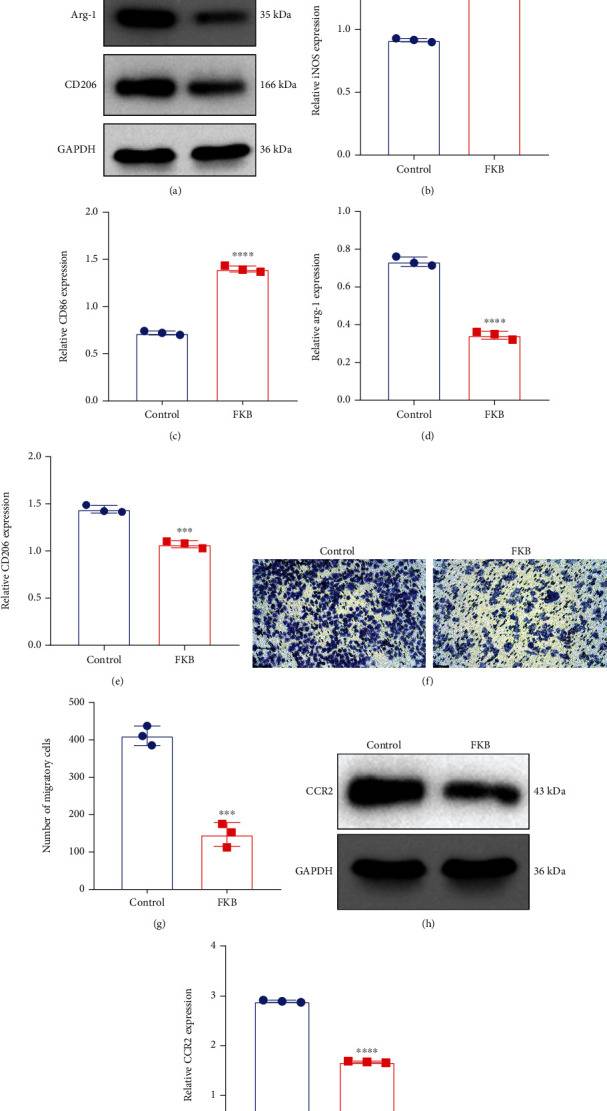 Arg-1
35 kDa
CD206
166 kDa
GAPDH
36 kDa
(a)
Relative iNOS expression
1.0
0.5
0.0
Control
FKB
(b)
Relative CD86 expression
2.0
1.5
1.0
0.5
0.0
****
Control
FKB
(c)
Relative arg-1 expression
1.0
0.8
0.6
0.4
0.2
0.0
****
Control
FKB
(d)
Relative CD206 expression
2.0
1.5
1.0
0.5
0.0
***
Control
FKB
(e)
Control
FKB
(f)
Number of migratory cells
500
400
300
200
100
0
***
Control
FKB
(g)
Control
FKB
CCR2
43 kDa
GAPDH
36 kDa
(h)
Relative CCR2 expression
4
3
2
1
****